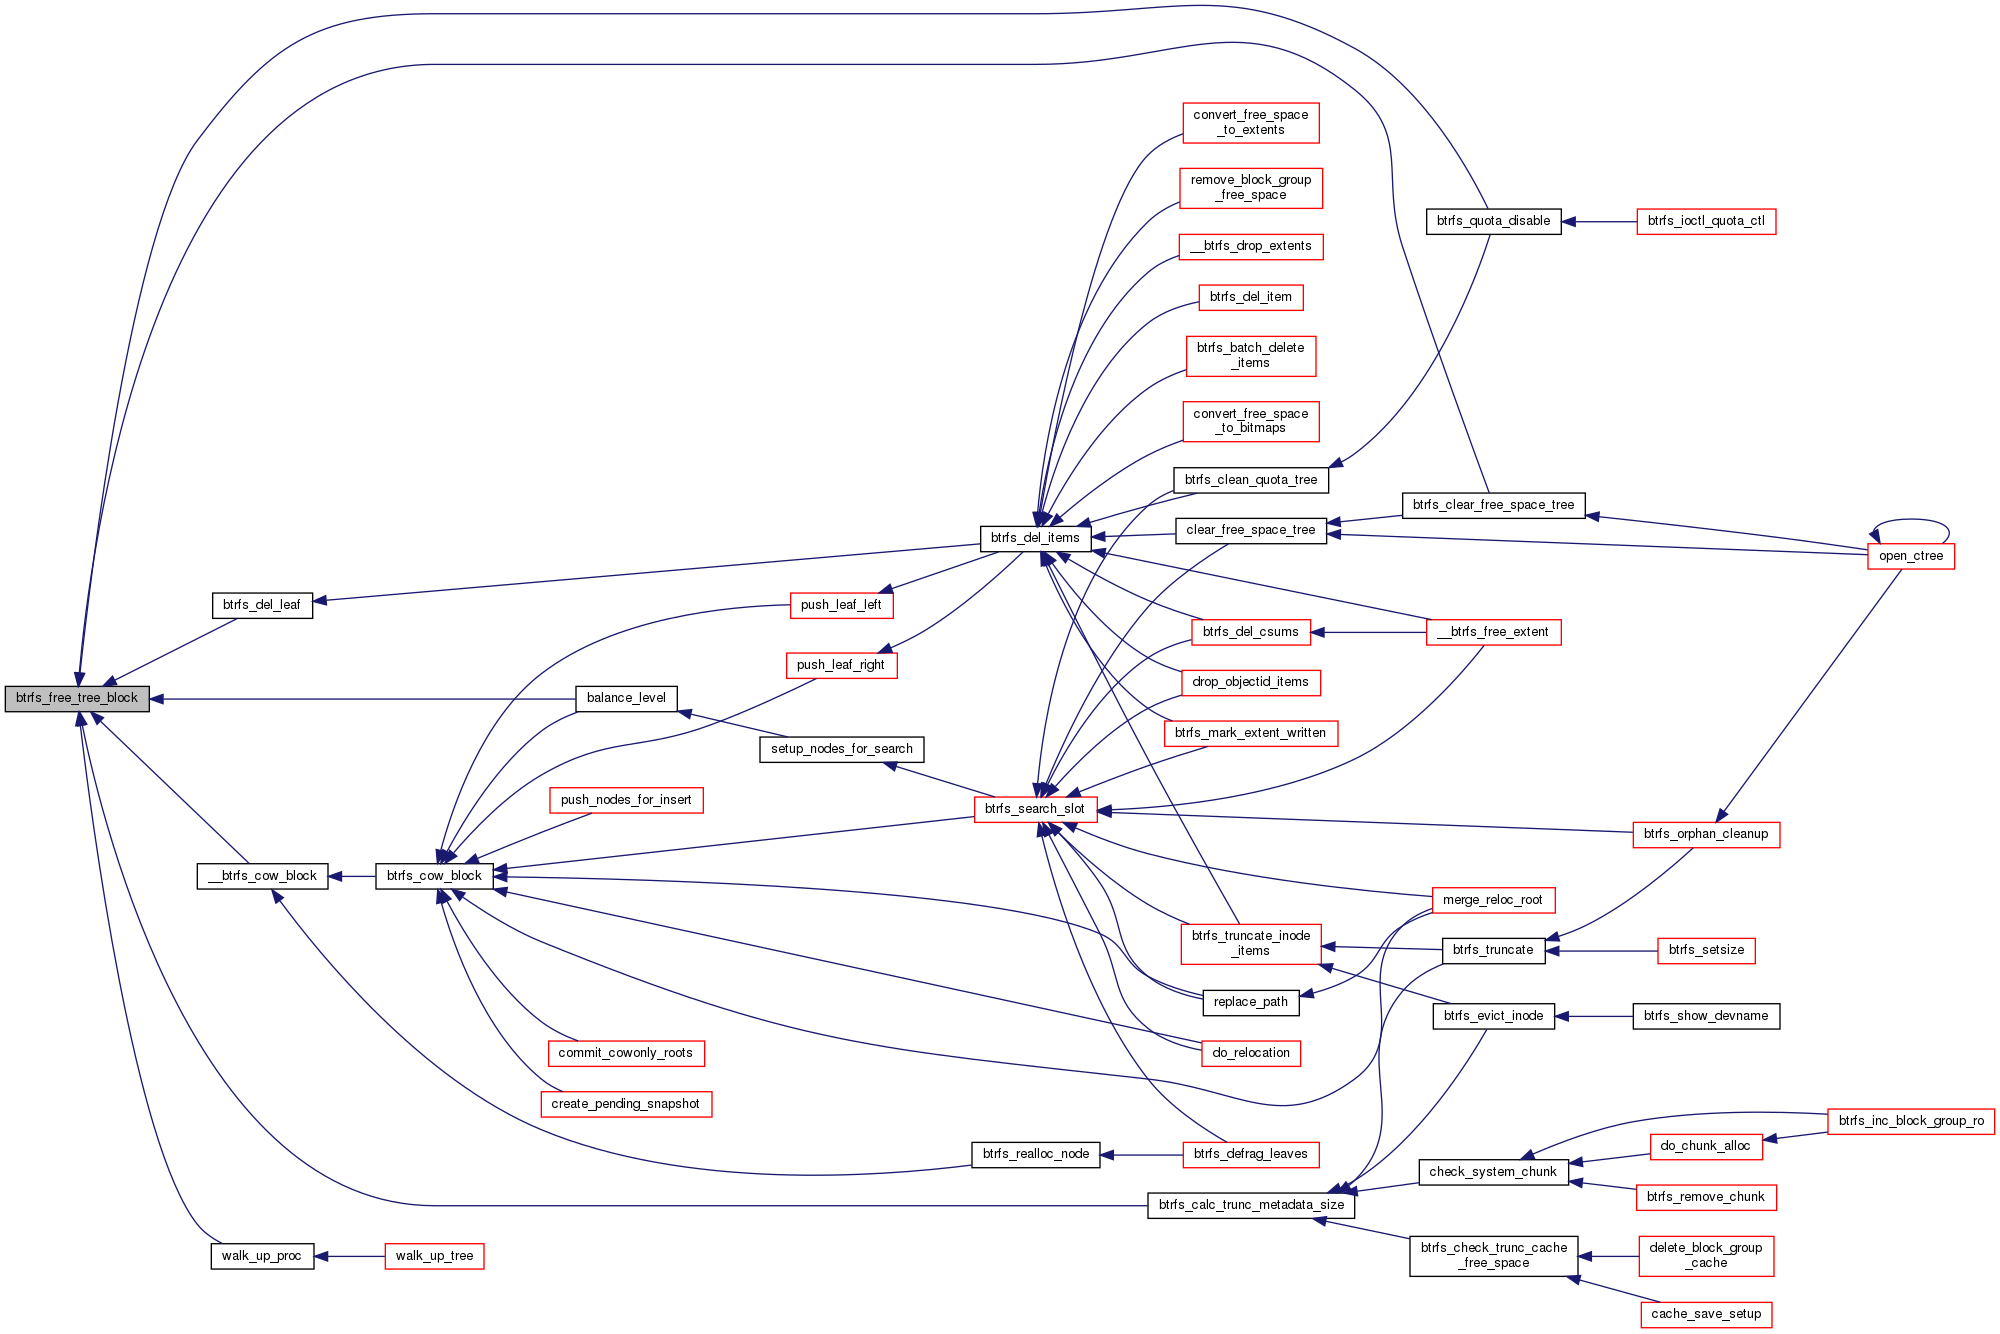 convert_free_space
_to_extents
remove_block_group
_free_space
btrfs_quota_disable
btrfs_ioctl_quota_ctl
__btrfs_drop_extents
btrfs_del_item
btrfs_batch_delete
_items
convert_free_space
_to_bitmaps
btrfs_clean_quota_tree
btrfs_clear_free_space_tree
clear_free_space_tree
btrfs_del_items
open_ctree
btrfs_del_leaf
push_leaf_left
btrfs_del_csums
__btrfs_free_extent
push_leaf_right
drop_objectid_items
btrfs_free_tree_block
balance_level
btrfs_mark_extent_written
setup_nodes_for_search
push_nodes_for_insert
btrfs_search_slot
btrfs_orphan_cleanup
__btrfs_cow_block
btrfs_cow_block
merge_reloc_root
btrfs_truncate_inode
_items
btrfs_truncate
btrfs_setsize
replace_path
btrfs_evict_inode
btrfs_show_devname
commit_cowonly_roots
do_relocation
create_pending_snapshot
btrfs_inc_block_group_ro
do_chunk_alloc
btrfs_realloc_node
btrfs_defrag_leaves
check_system_chunk
btrfs_remove_chunk
btrfs_calc_trunc_metadata_size
walk_up_proc
walk_up_tree
btrfs_check_trunc_cache
_free_space
delete_block_group
_cache
cache_save_setup